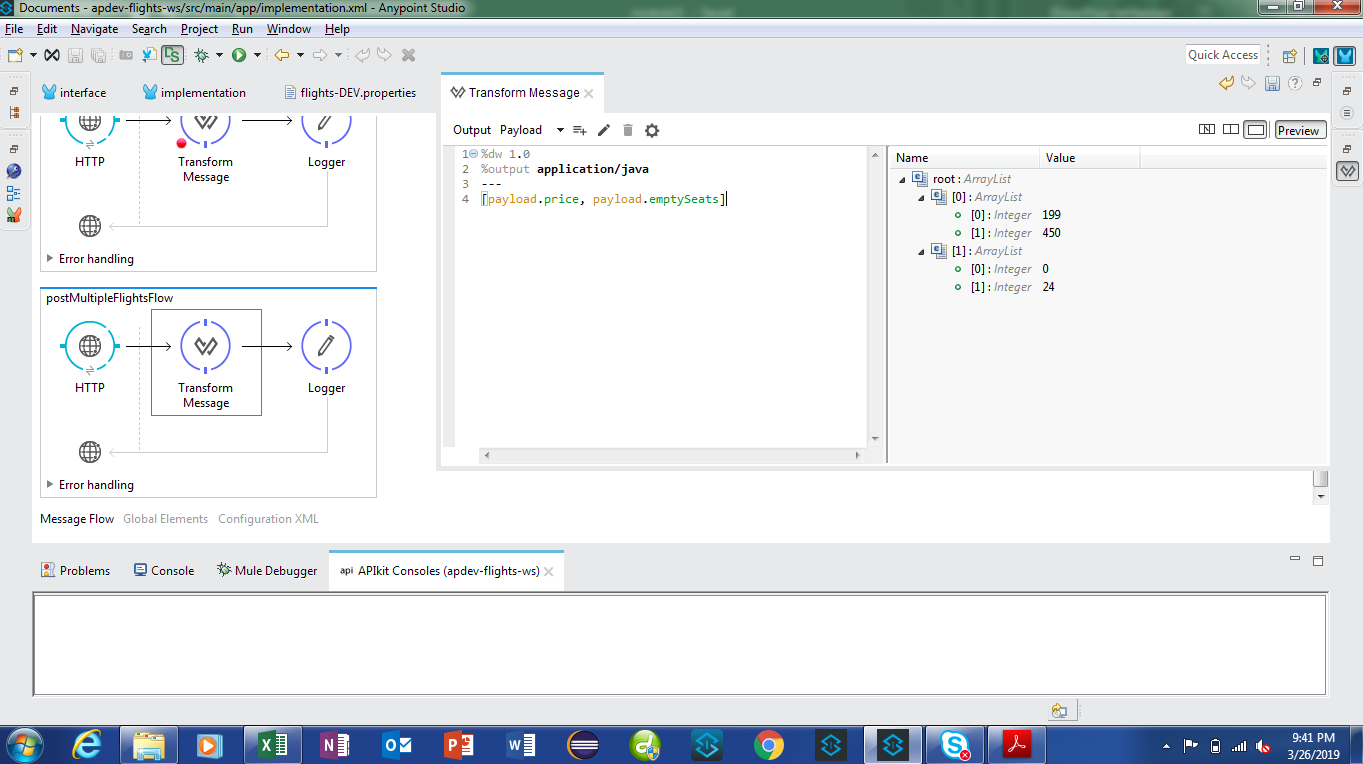 Documents - apdev-flights-ws/src/main/app/implementation.xml - Anypoint Studio
File Edit Navigate Search Project Run Window Help
Quick Access
interface
implementation
flights-DEV.properties
Transform Message
Output Payload
Preview
HTTP
Transform
Message
Logger
Error handling
1 %dw 1.0
2 %output application/java
3 ---
4 [payload.price, payload.emptySeats]
Name Value
root : ArrayList
[0] : ArrayList
[0] : Integer 199
[1] : Integer 450
[1] : ArrayList
[0] : Integer 0
[1] : Integer 24
postMultipleFlightsFlow
HTTP
Transform
Message
Logger
Error handling
Message Flow Global Elements Configuration XML
Problems
Console
Mule Debugger
api APIkit Consoles (apdev-flights-ws)
9:41 PM
3/26/2019